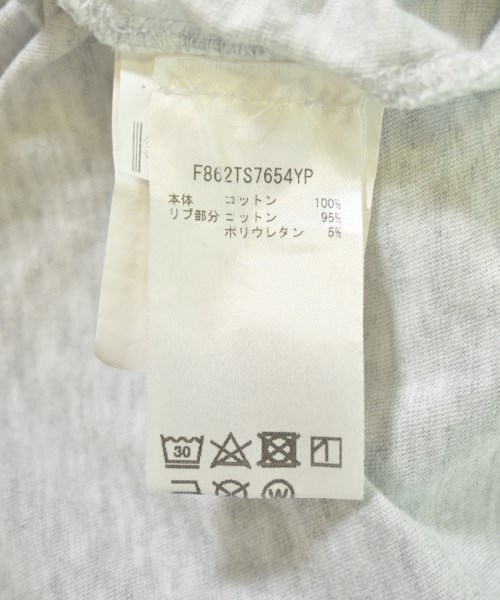 F862TS7654YP
本体 コットン 100%
リブ部分 コットン 95%
ポリウレタン 5%
30
W